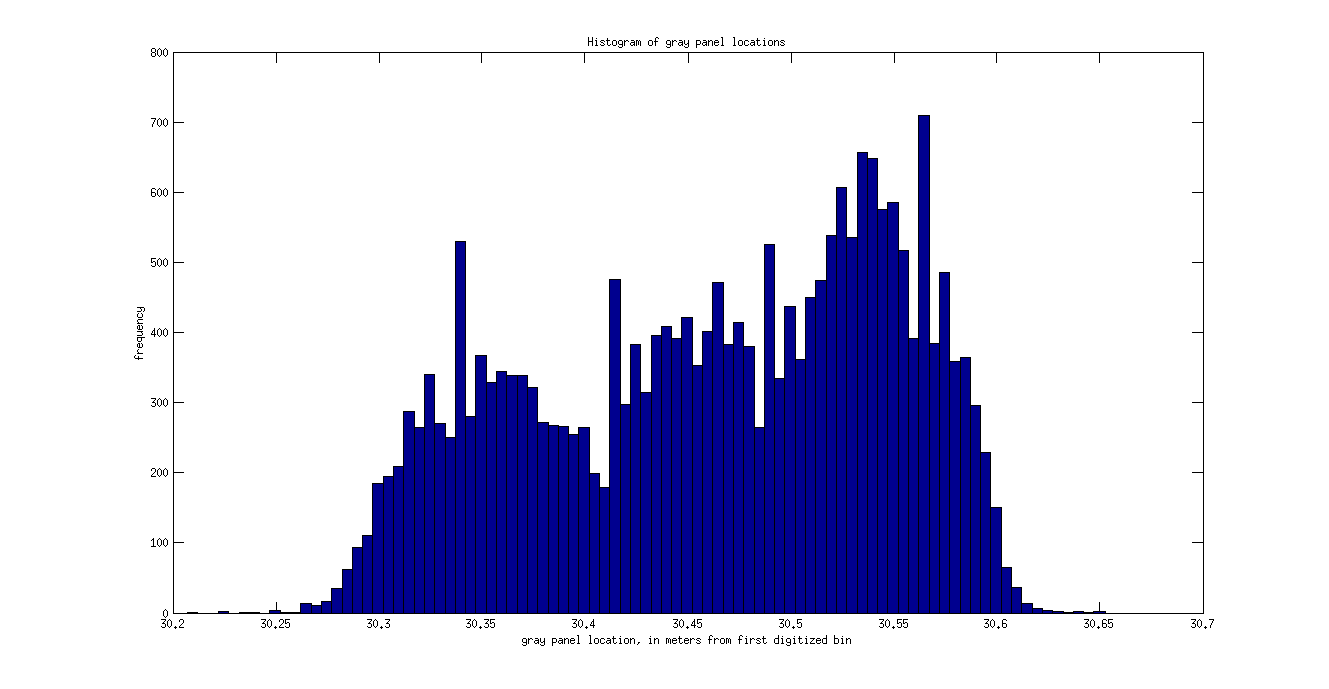 Histogram of gray panel locations
800
700
600
500
400
300
200
100
0
frequency
30.2 30.25 30.3 30.35 30.4 30.45 30.5 30.55 30.6 30.65 30.7
gray panel location, in meters from first digitized bin